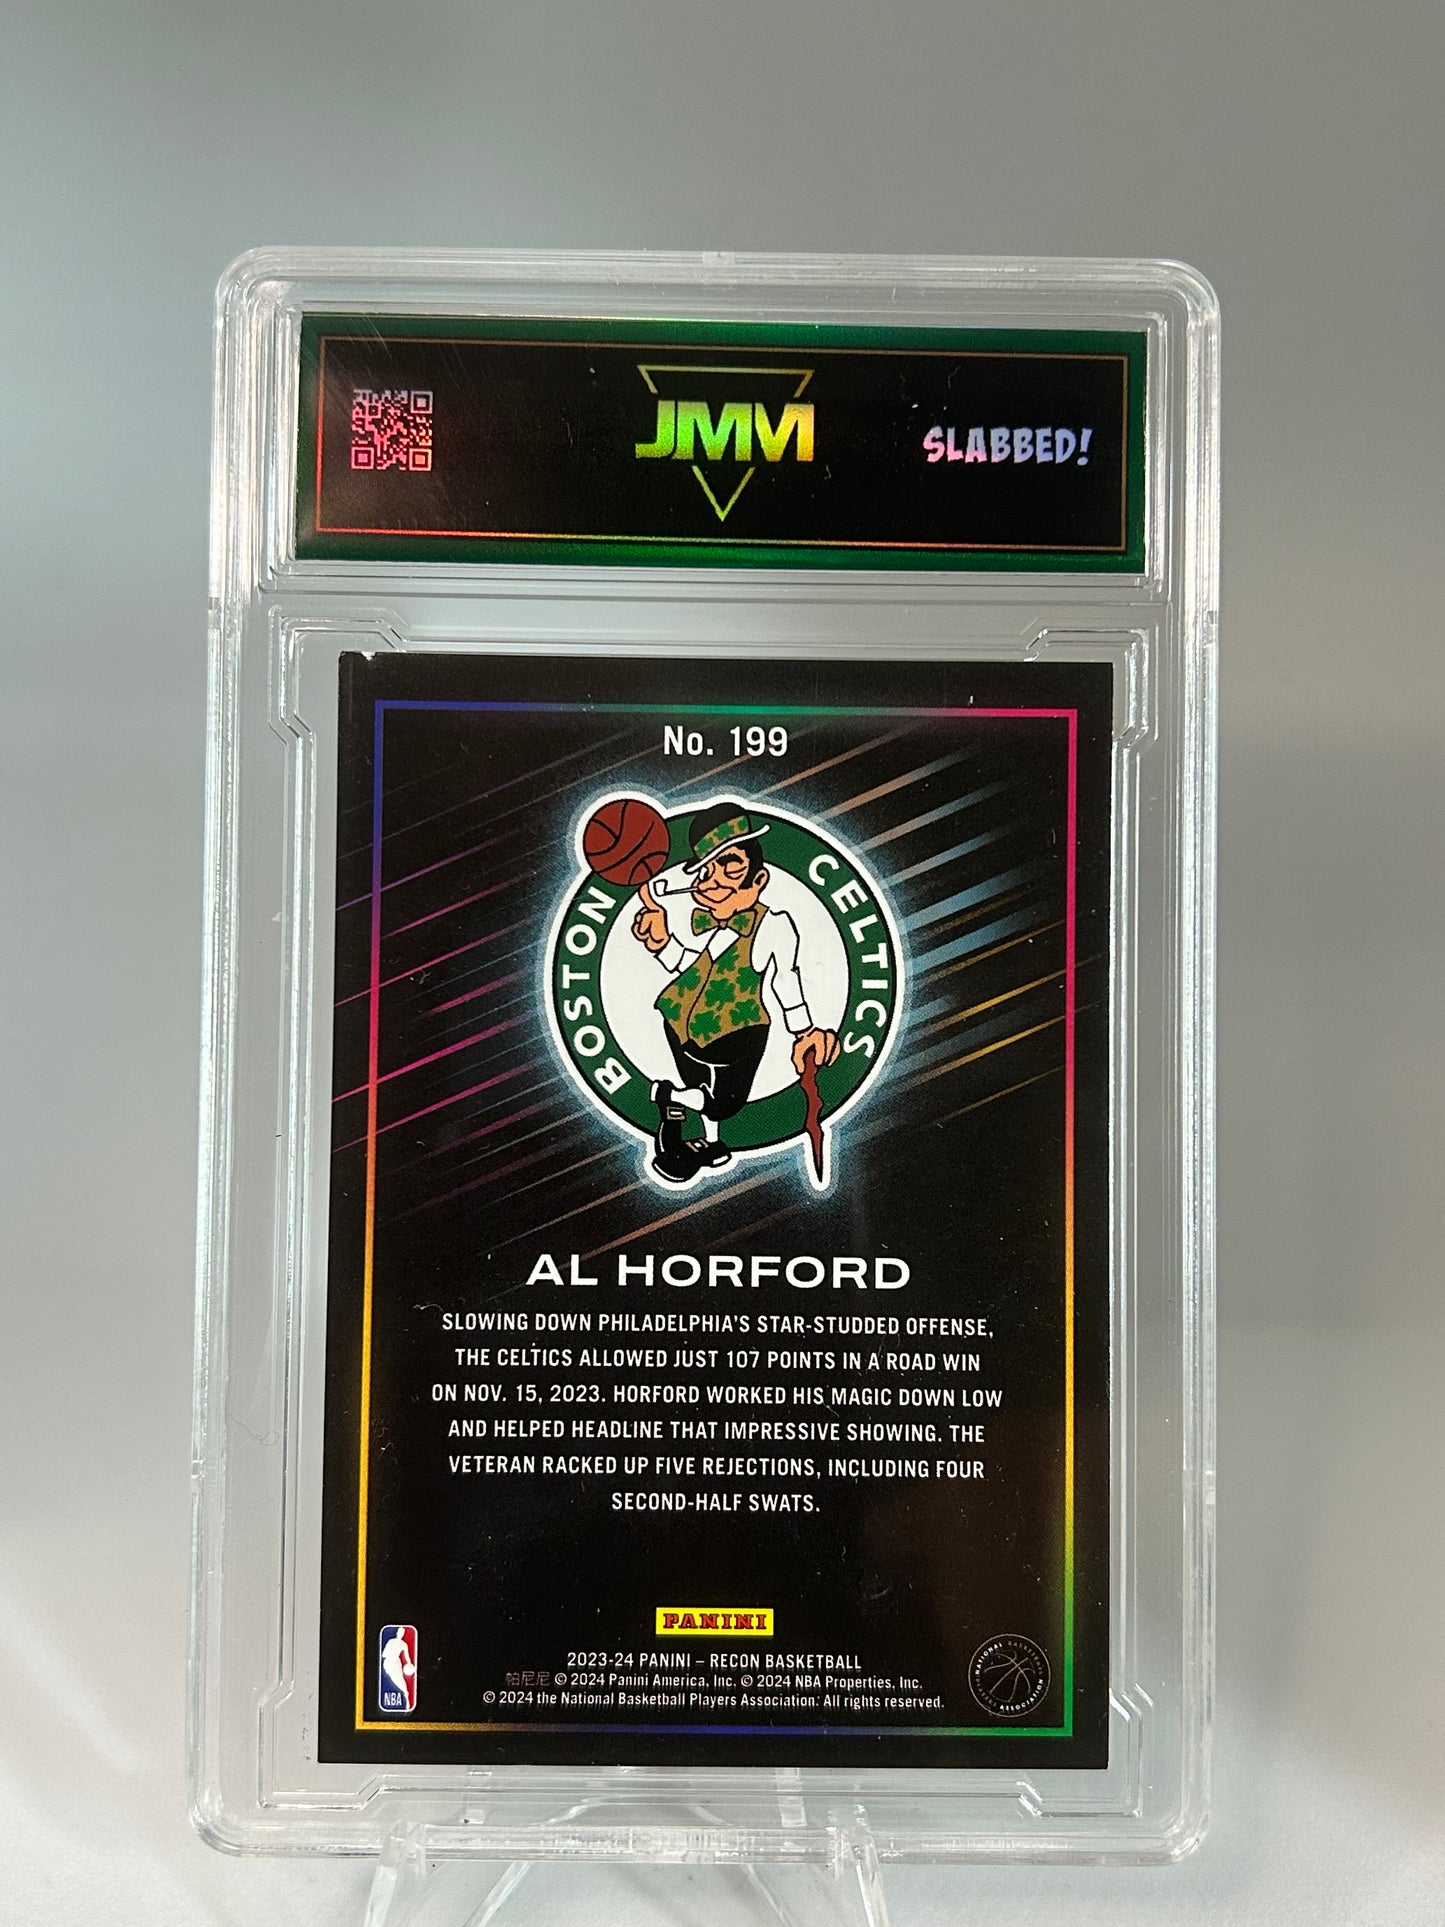 JMM
SLABBED!
No. 199
BOSTON CELTICS
AL HORFORD
SLOWING DOWN PHILADELPHIA'S STAR-STUDDED OFFENSE,
THE CELTICS ALLOWED JUST 107 POINTS IN A ROAD WIN
ON NOV. 15, 2023. HORFORD WORKED HIS MAGIC DOWN LOW
AND HELPED HEADLINE THAT IMPRESSIVE SHOWING. THE
VETERAN RACKED UP FIVE REJECTIONS, INCLUDING FOUR
SECOND-HALF SWATS.
PANINI
2023-24 PANINI – RECON BASKETBALL
帕尼尼 © 2024 Panini America, Inc. © 2024 NBA Properties, Inc.
© 2024 the National Basketball Players Association. All rights reserved.
NBA
NATIONAL BASKETBALL PLAYERS ASSOCIATION